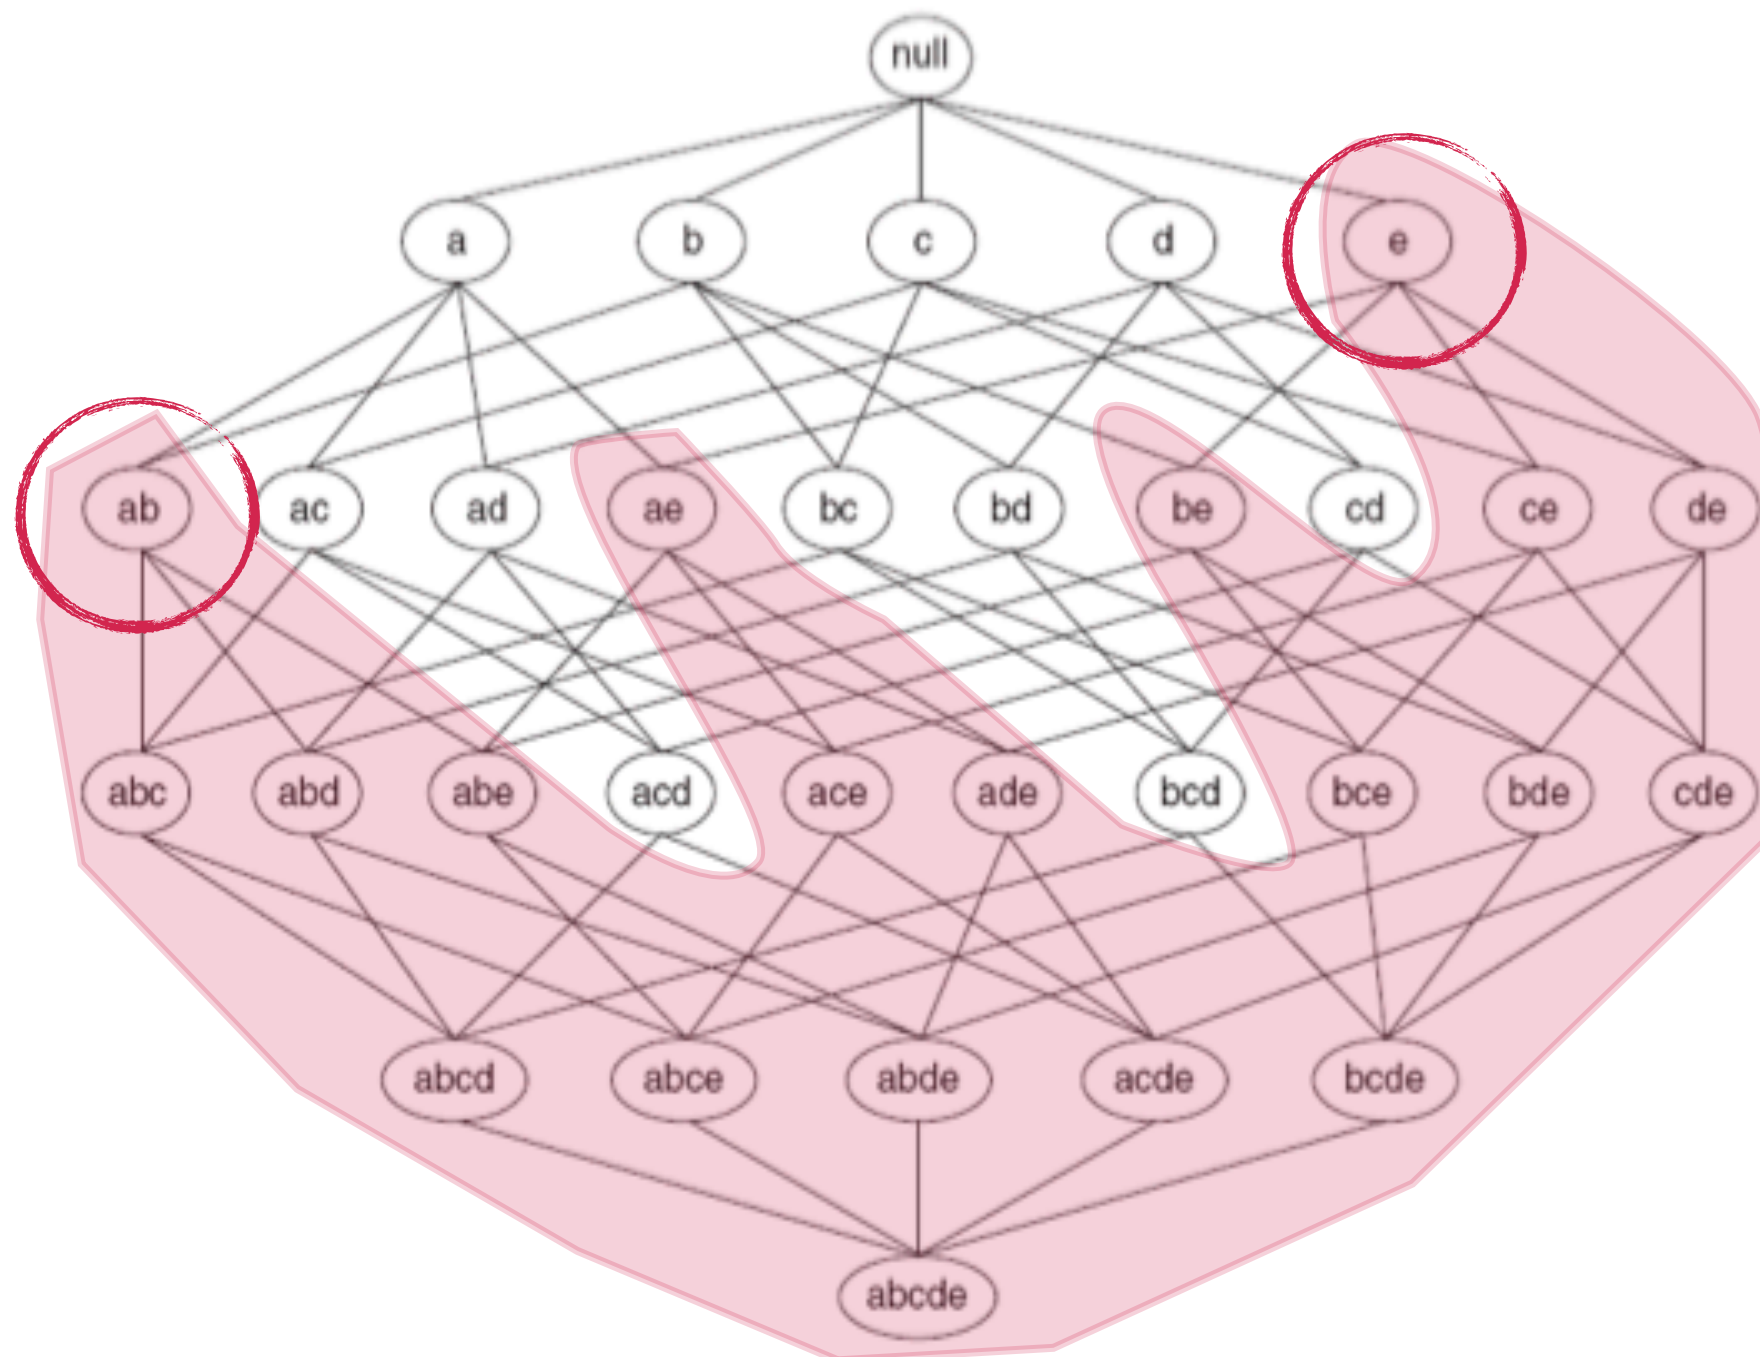 null
a b c d e
ab ac ad ae bc bd be cd ce de
abc abd abe acd ace ade bcd bce bde cde
abcd abce abde acde bcde
abcde